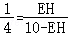 1/4 = EH/(10-EH)